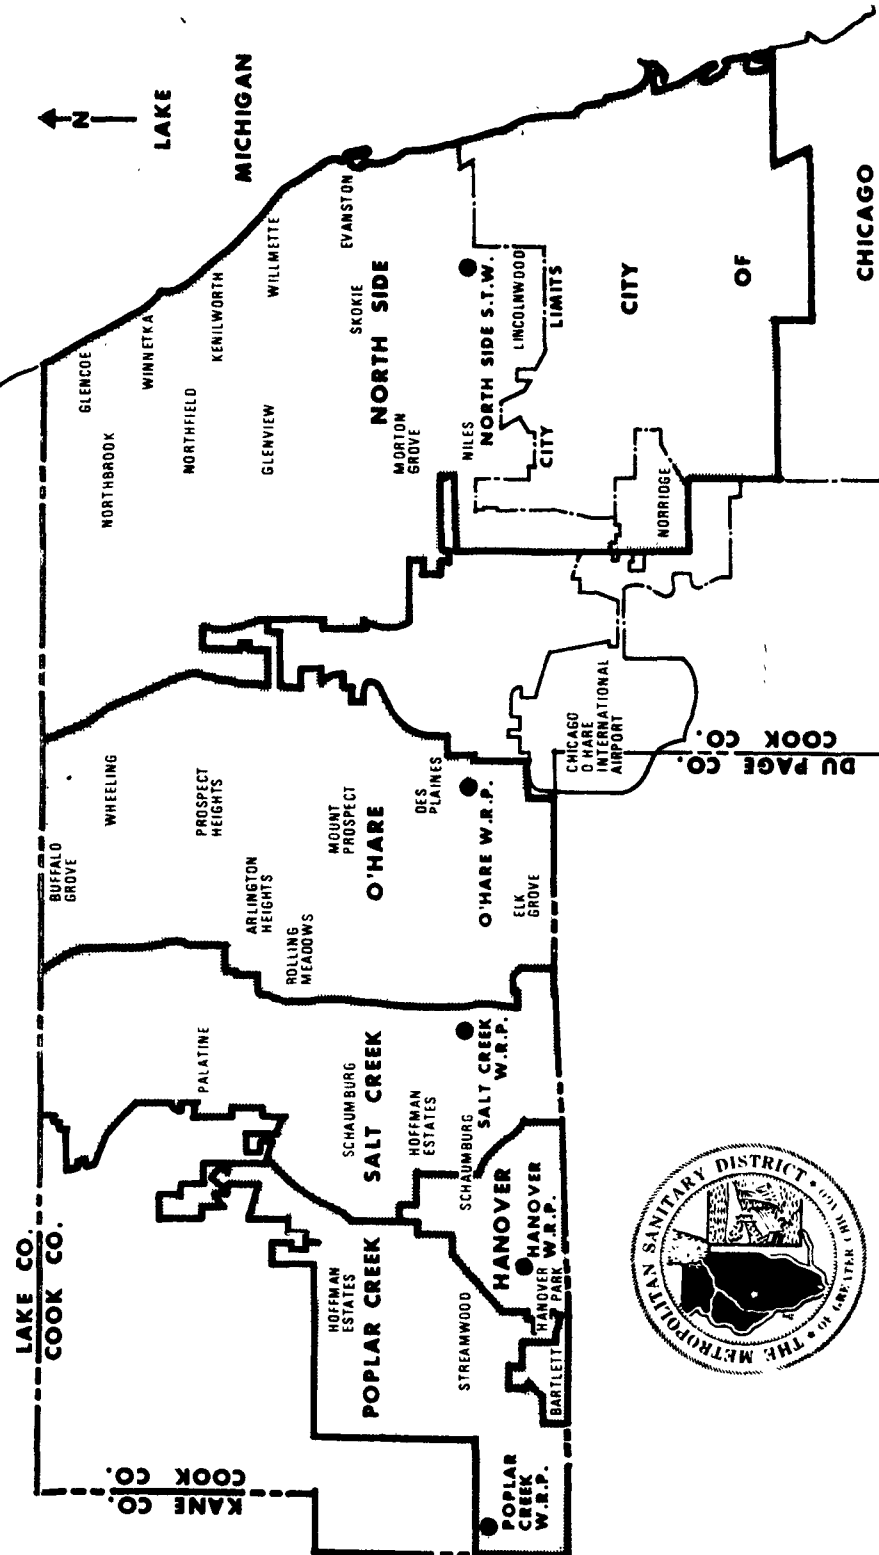 N
LAKE
MICHIGAN
LAKE CO.
COOK CO.
KANE CO.
COOK CO.
BUFFALO
GROVE
WHEELING
NORTHBROOK
GLENCOE
WINNETKA
PALATINE
PROSPECT
HEIGHTS
NORTHFIELD
KENILWORTH
ARLINGTON
HEIGHTS
GLENVIEW
WILLMETTE
ROLLING
MEADOWS
HOFFMAN
ESTATES
SCHAUMBURG
MOUNT
PROSPECT
SKOKIE
EVANSTON
POPLAR CREEK
SALT CREEK
O'HARE
NORTH SIDE
HOFFMAN
ESTATES
DES
PLAINES
MORTON
GROVE
STREAMWOOD
SCHAUMBURG
NILES
SALT CREEK
W.R.P.
O'HARE W.R.P.
NORTH SIDE S.T.W.
POPLAR
CREEK
W.R.P.
HANOVER
HANOVER
W.R.P.
HANOVER
PARK
BARTLETT
ELK
GROVE
LINCOLNWOOD
CITY
LIMITS
CHICAGO
O'HARE
INTERNATIONAL
AIRPORT
NORRIDGE
CITY
OF
CHICAGO
DU PAGE CO.
COOK CO.
THE METROPOLITAN SANITARY DISTRICT
OF GREATER CHICAGO